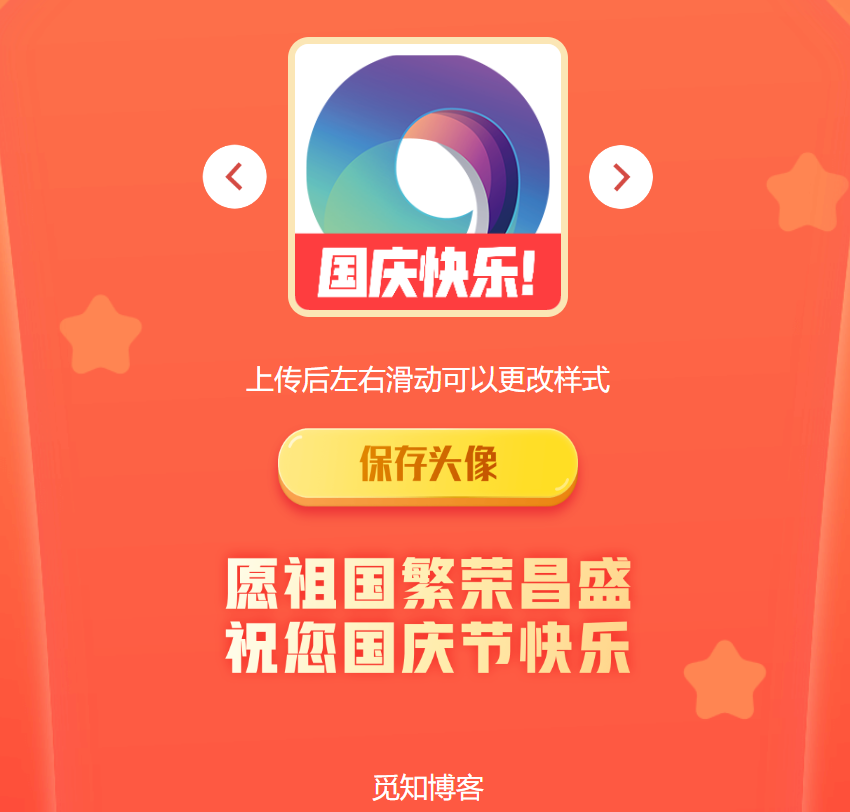 国庆快乐!
上传后左右滑动可以更改样式
保存头像
愿祖国繁荣昌盛
祝您国庆节快乐
觅知博客